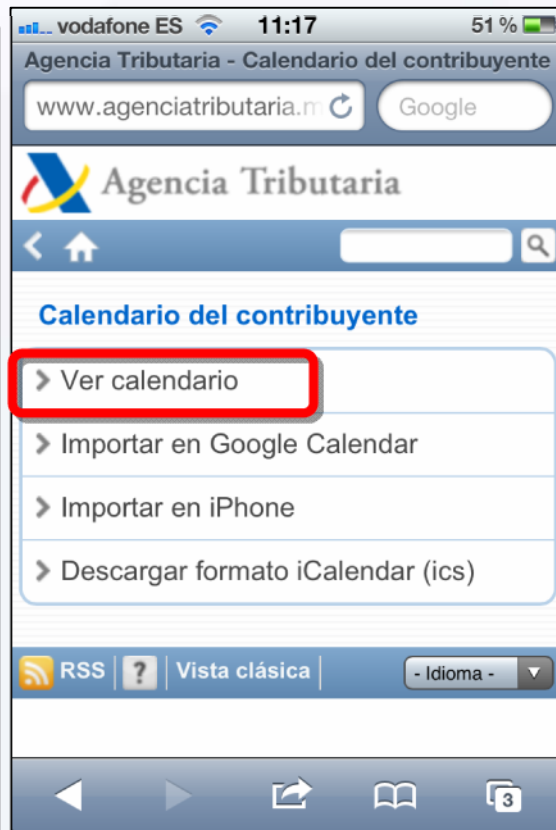 vodafone ES 11:17 51 %
Agencia Tributaria - Calendario del contribuyente
www.agenciatributaria.m Google
Agencia Tributaria
Calendario del contribuyente
Ver calendario
Importar en Google Calendar
Importar en iPhone
Descargar formato iCalendar (ics)
RSS ? Vista clásica - Idioma -
3